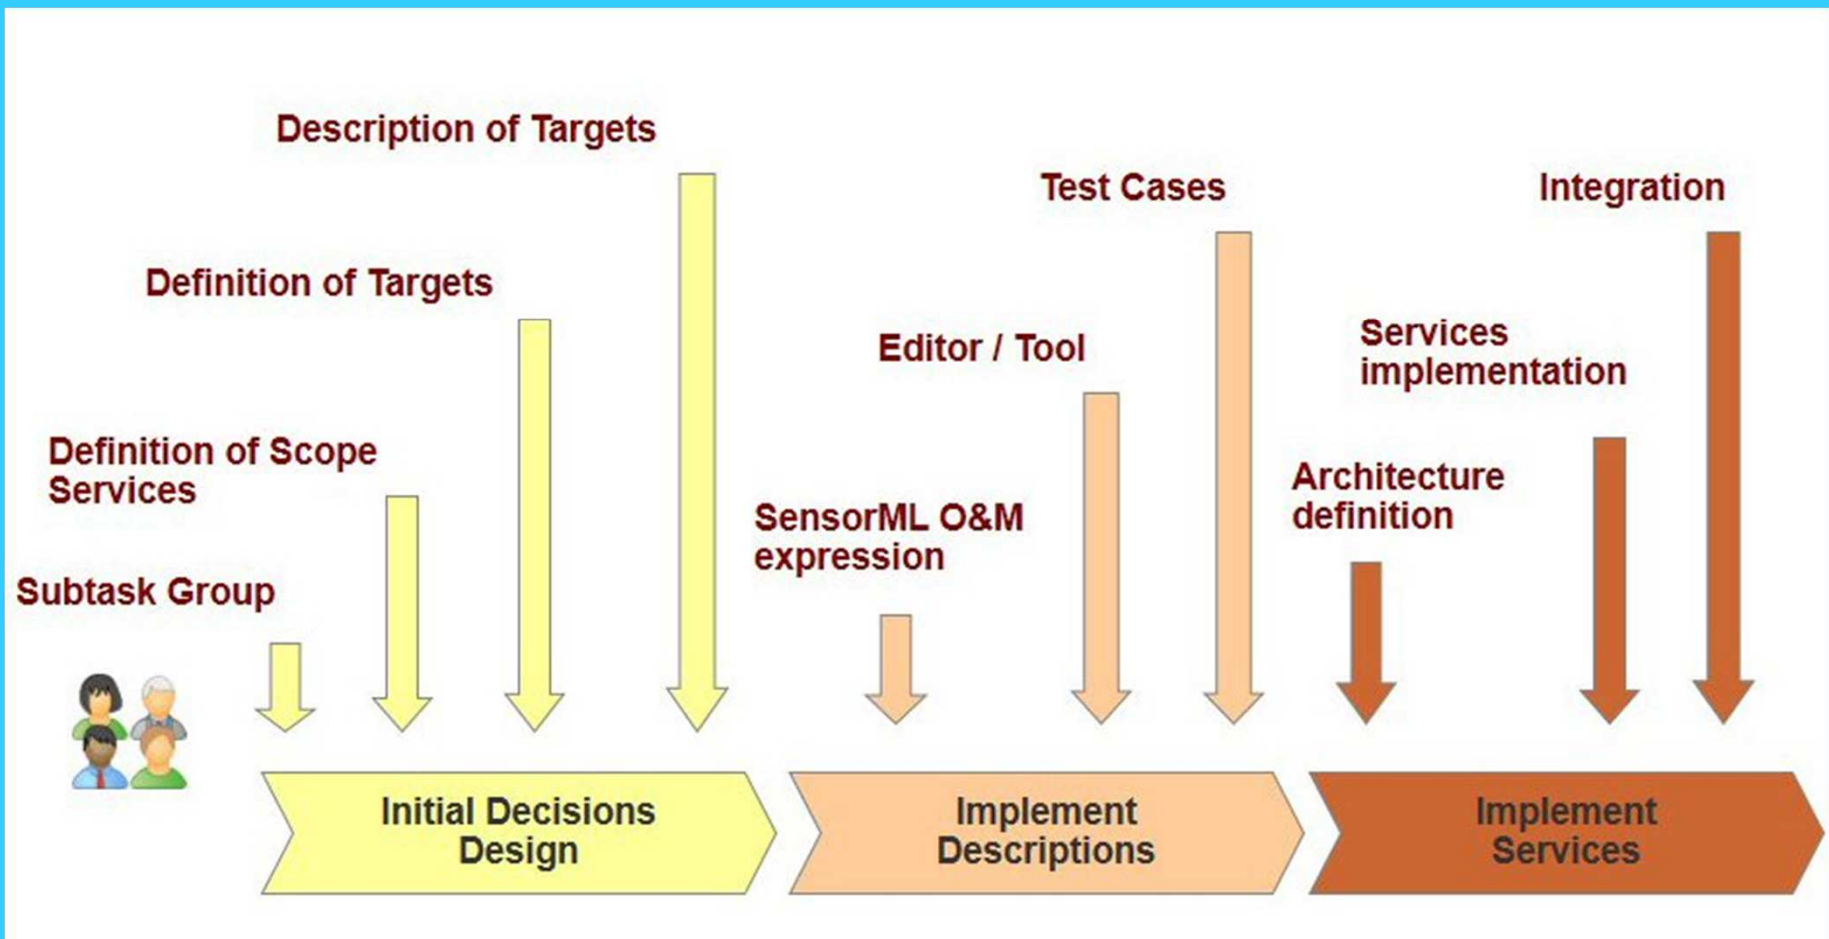 Description of Targets
Definition of Targets
Definition of Scope
Services
Subtask Group
Test Cases
Editor / Tool
SensorML O&M
expression
Integration
Services
implementation
Architecture
definition
Initial Decisions
Design
Implement
Descriptions
Implement
Services